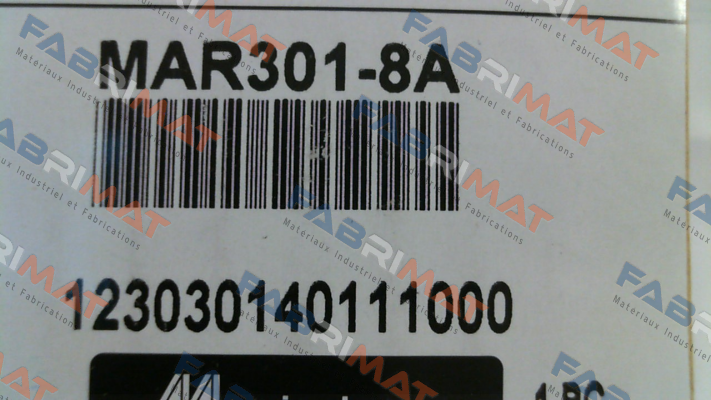 MAR301-8A
123030140111000
FABRIMAT
Materiaux Industriel et Fabrications